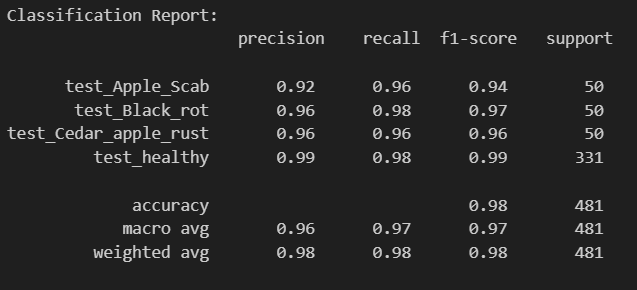 Classification Report:
precision recall f1-score support
test_Apple_Scab 0.92 0.96 0.94 50
test_Black_rot 0.96 0.98 0.97 50
test_Cedar_apple_rust 0.96 0.96 0.96 50
test_healthy 0.99 0.98 0.99 331
accuracy 0.98 481
macro avg 0.96 0.97 0.97 481
weighted avg 0.98 0.98 0.98 481